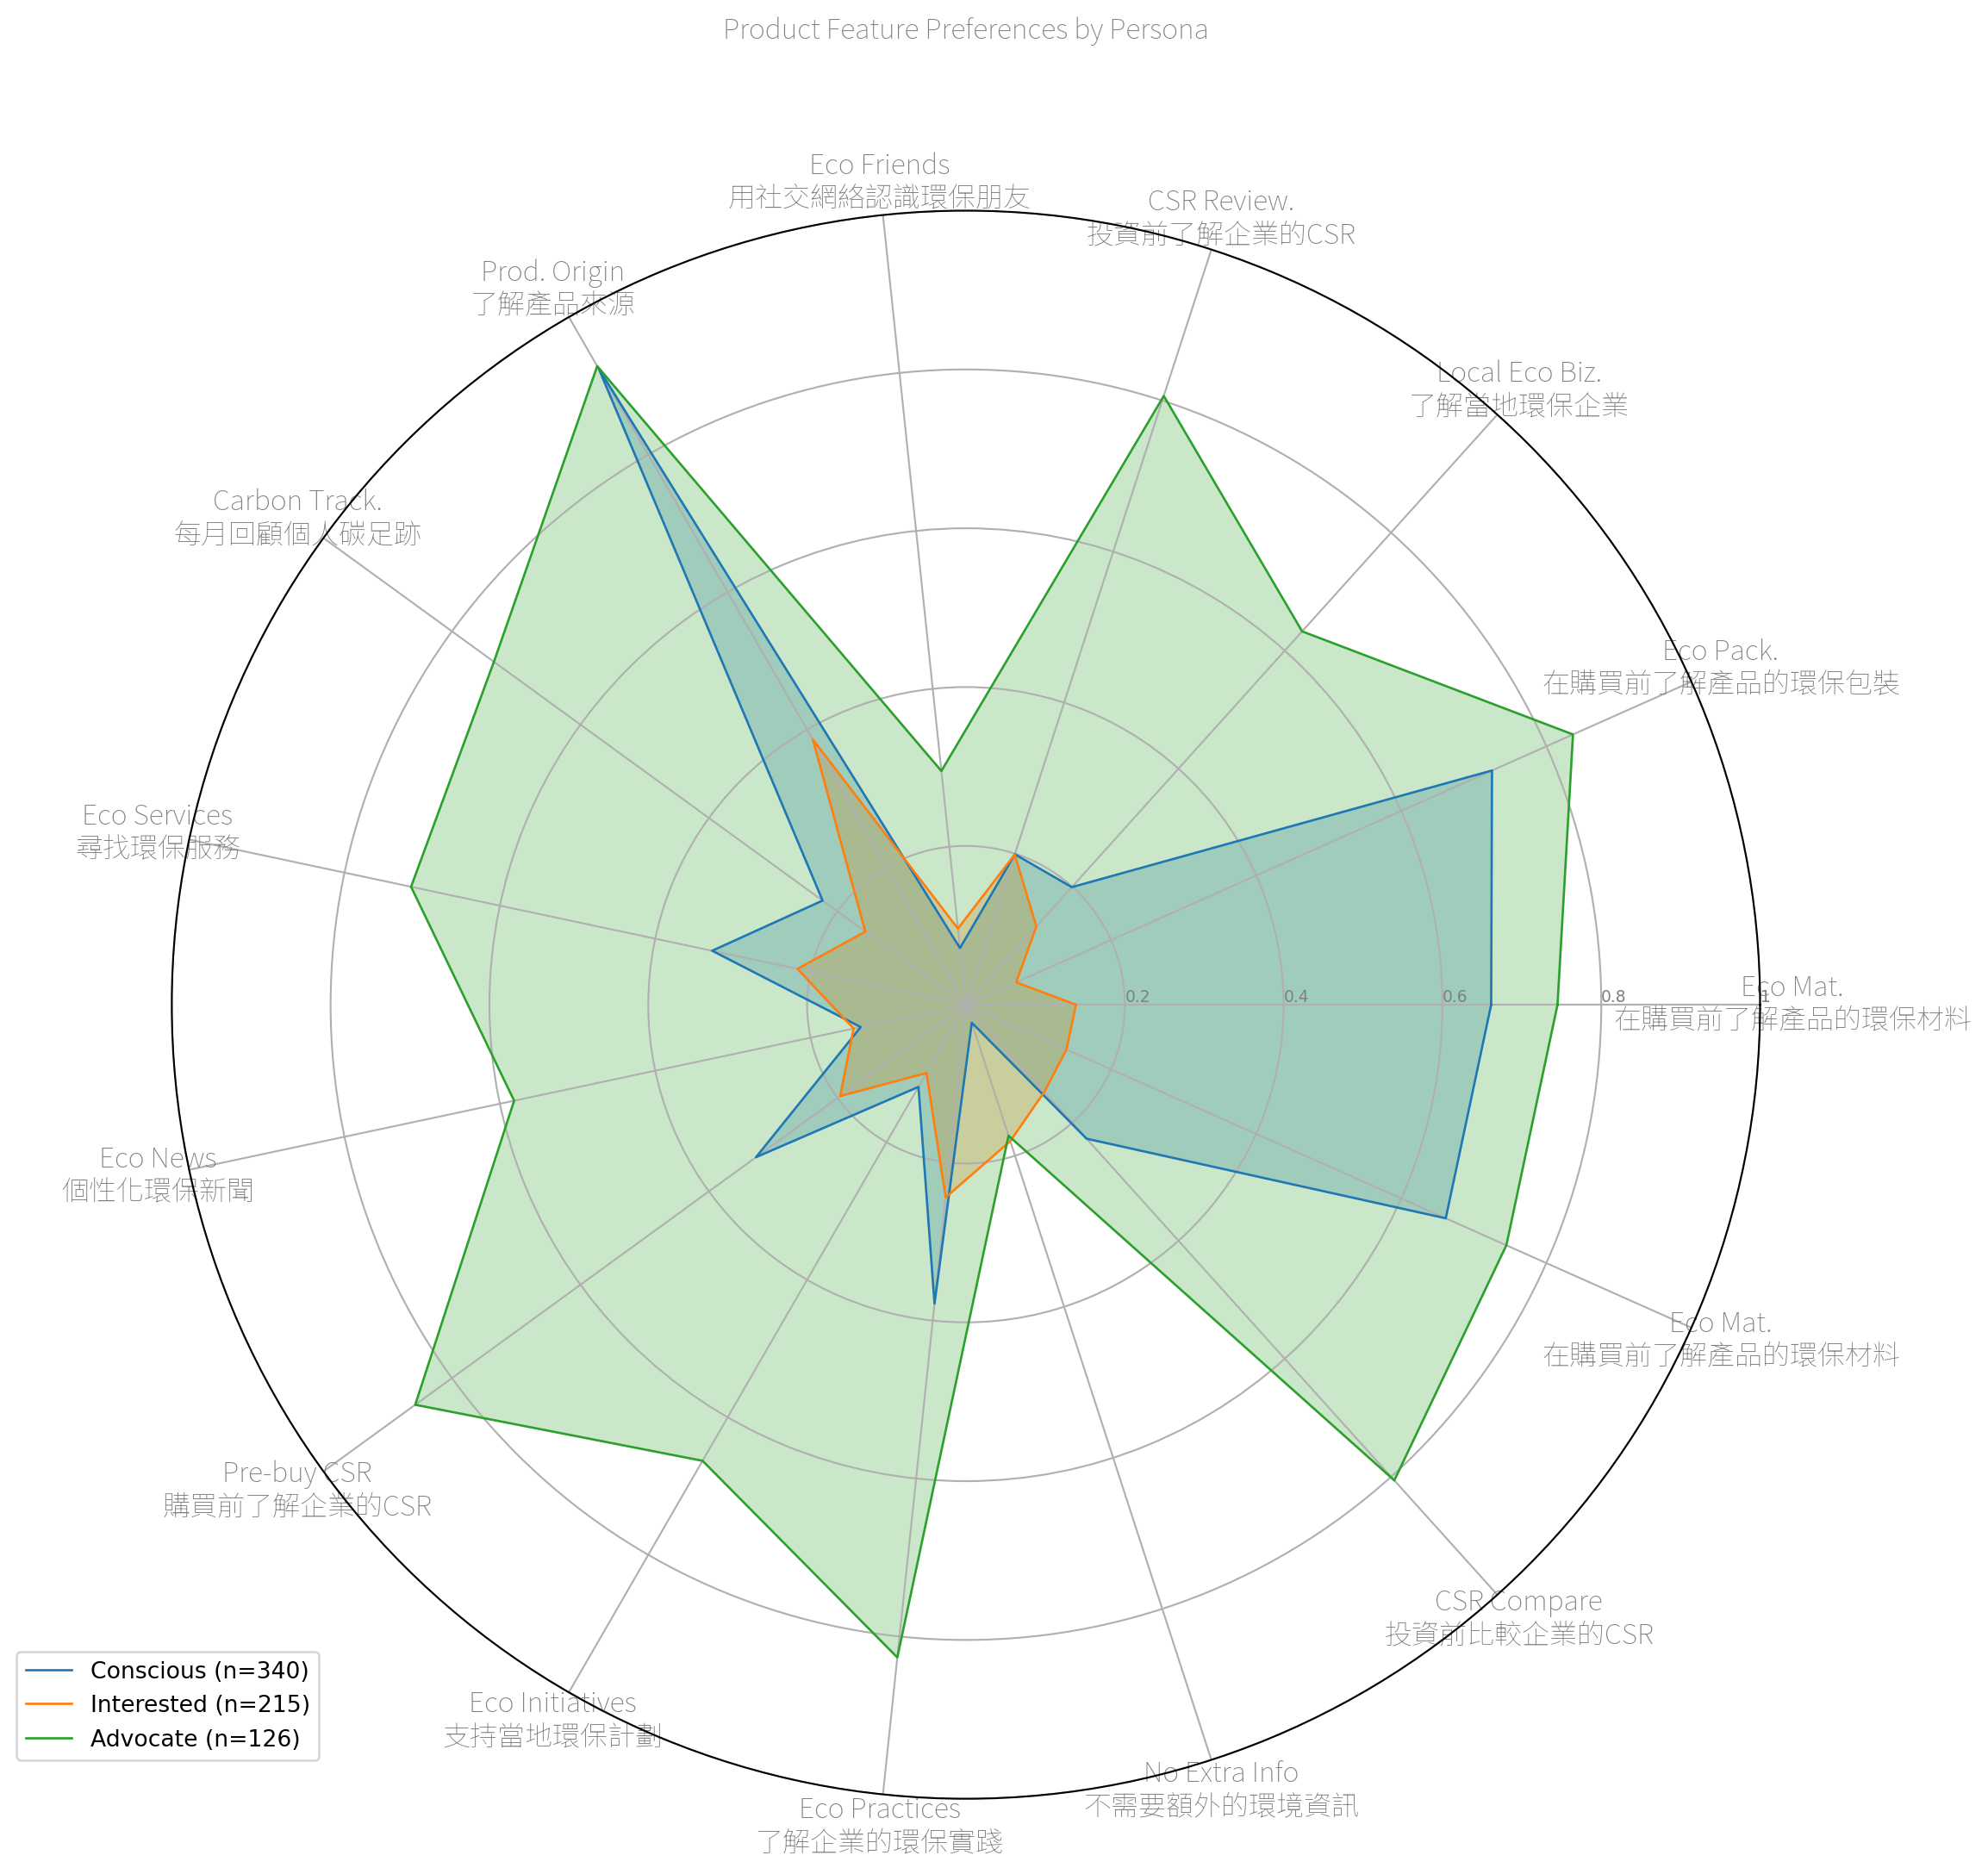 Product Feature Preferences by Persona
Eco Friends
用社交網絡認識環保朋友
CSR Review.
投資前了解企業的CSR
Prod. Origin
了解產品來源
Local Eco Biz.
了解當地環保企業
Carbon Track.
每月回顧個人碳足跡
Eco Pack.
在購買前了解產品的環保包裝
Eco Services
尋找環保服務
0.2
0.4
0.6
0.8
1
Eco Mat.
在購買前了解產品的環保材料
Eco News
個性化環保新聞
Eco Mat.
在購買前了解產品的環保材料
Pre-buy CSR
購買前了解企業的CSR
CSR Compare
投資前比較企業的CSR
Eco Initiatives
支持當地環保計劃
No Extra Info
不需要額外的環境資訊
Eco Practices
了解企業的環保實踐
Conscious (n=340)
Interested (n=215)
Advocate (n=126)